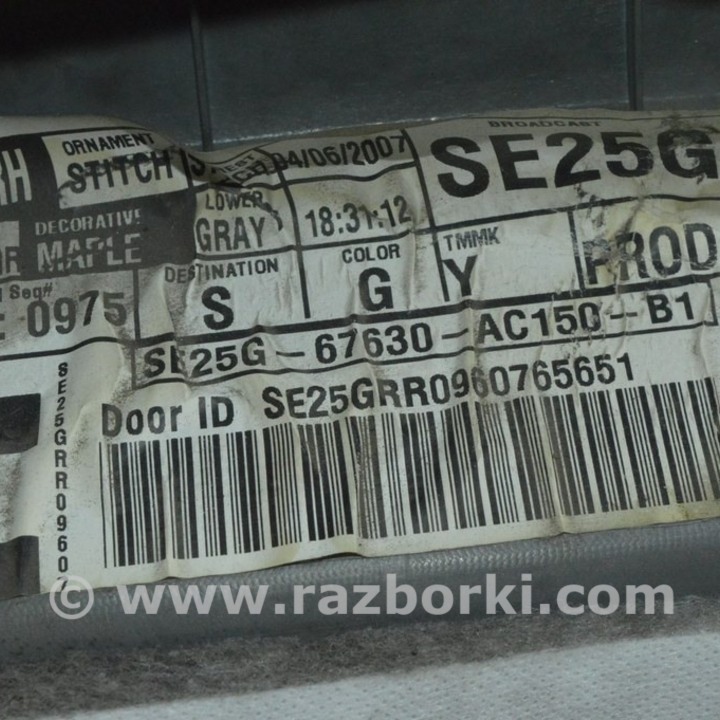 BROADCAST
RH ORNAMENT 04/06/2007 SE25G
STITCH
LOWER
DECORATIVE GRAY 18:31:12 TMMK PROD
MAPLE
DESTINATION COLOR Y
Seq# S G
0975
SE25G-67630-AC150-B1
Door ID SE25GRR0960765651
SE25GRR0960
© www.razborki.com